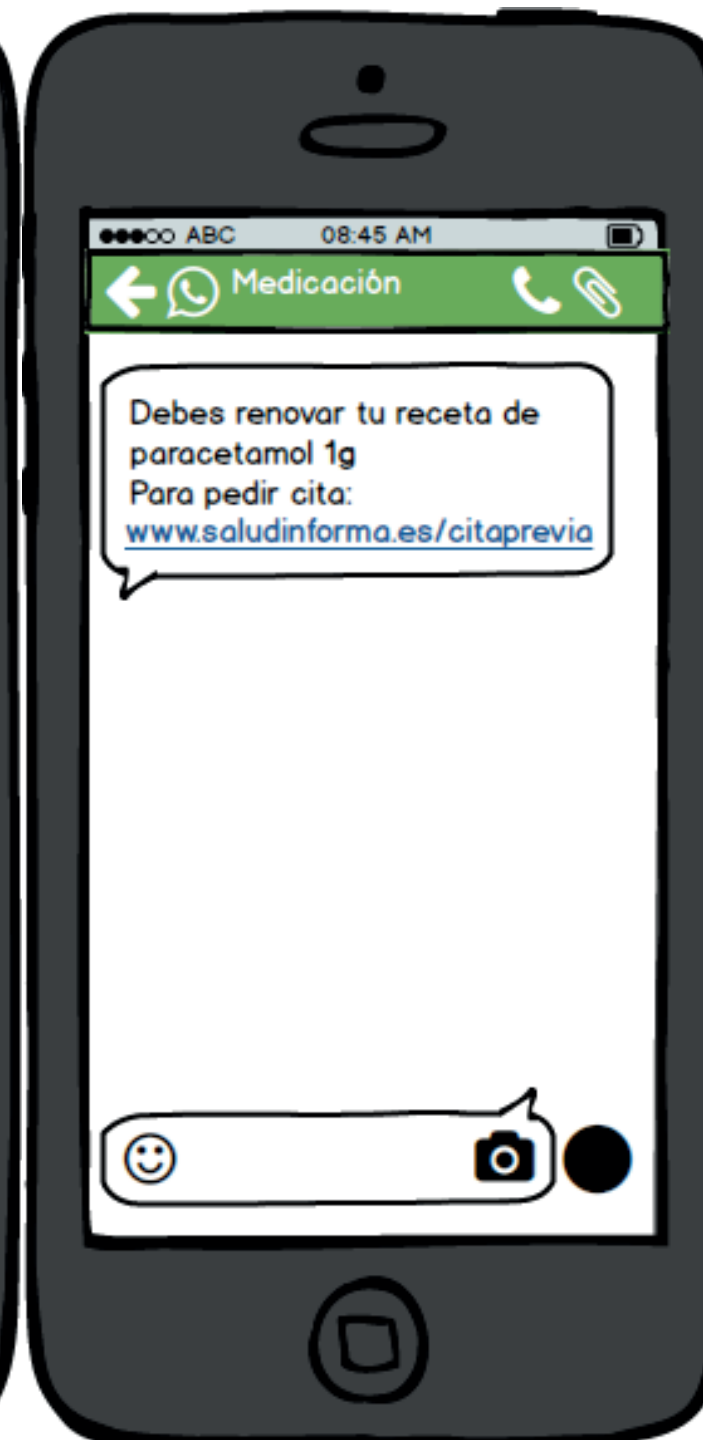 ABC 08:45 AM
Medicación
Debes renovar tu receta de
paracetamol 1g
Para pedir cita:
www.saludinforma.es/citaprevia